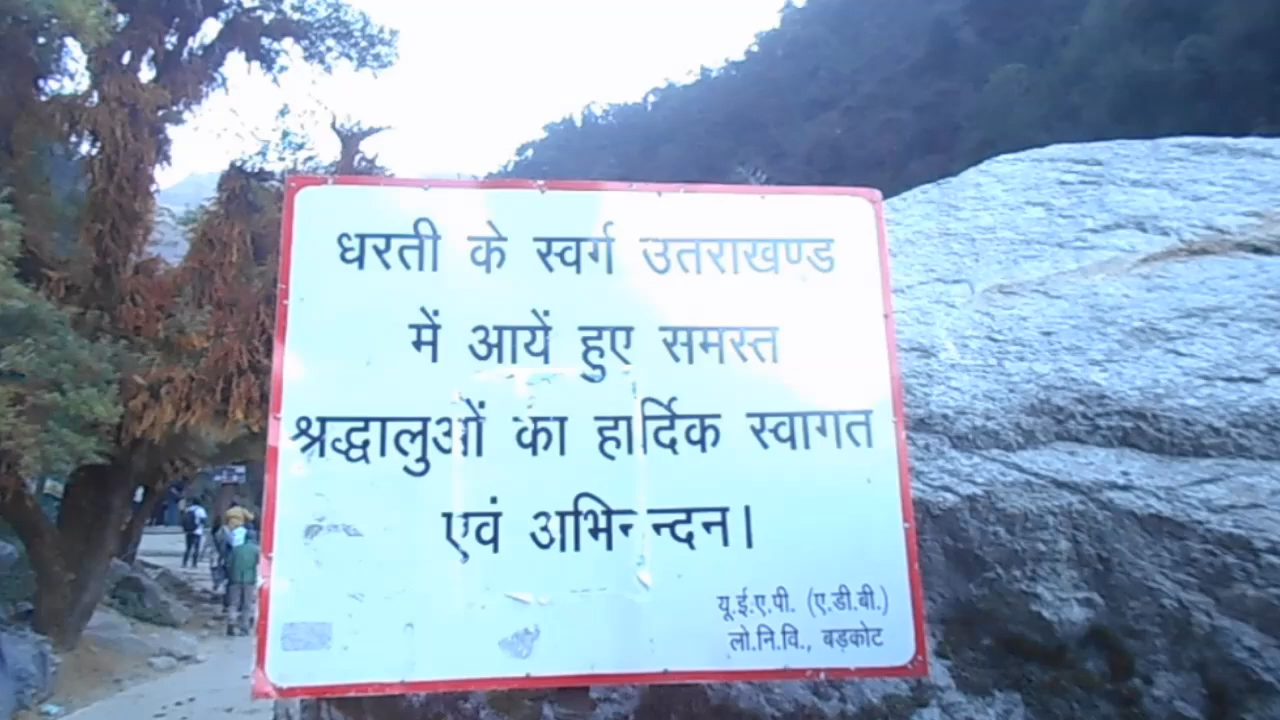 धरती के स्वर्ग उतराखण्ड
में आयें हुए समस्त
श्रद्धालुओं का हार्दिक स्वागत
एवं अभिनन्दन।
यू.ई.ए.पी. (ए.डी.बी.)
लो.नि.वि., बड़कोट